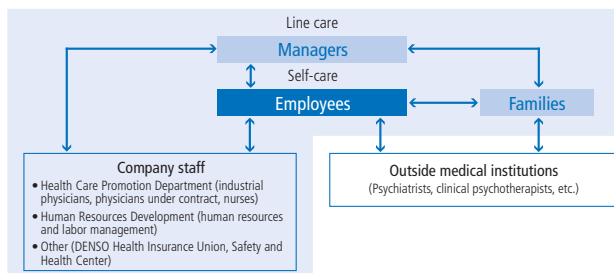 Line care
Managers
Self-care
Employees
Families
Company staff
• Health Care Promotion Department (industrial
physicians, physicians under contract, nurses)
• Human Resources Development (human resources
and labor management)
• Other (DENSO Health Insurance Union, Safety and
Health Center)
Outside medical institutions
(Psychiatrists, clinical psychotherapists, etc.)